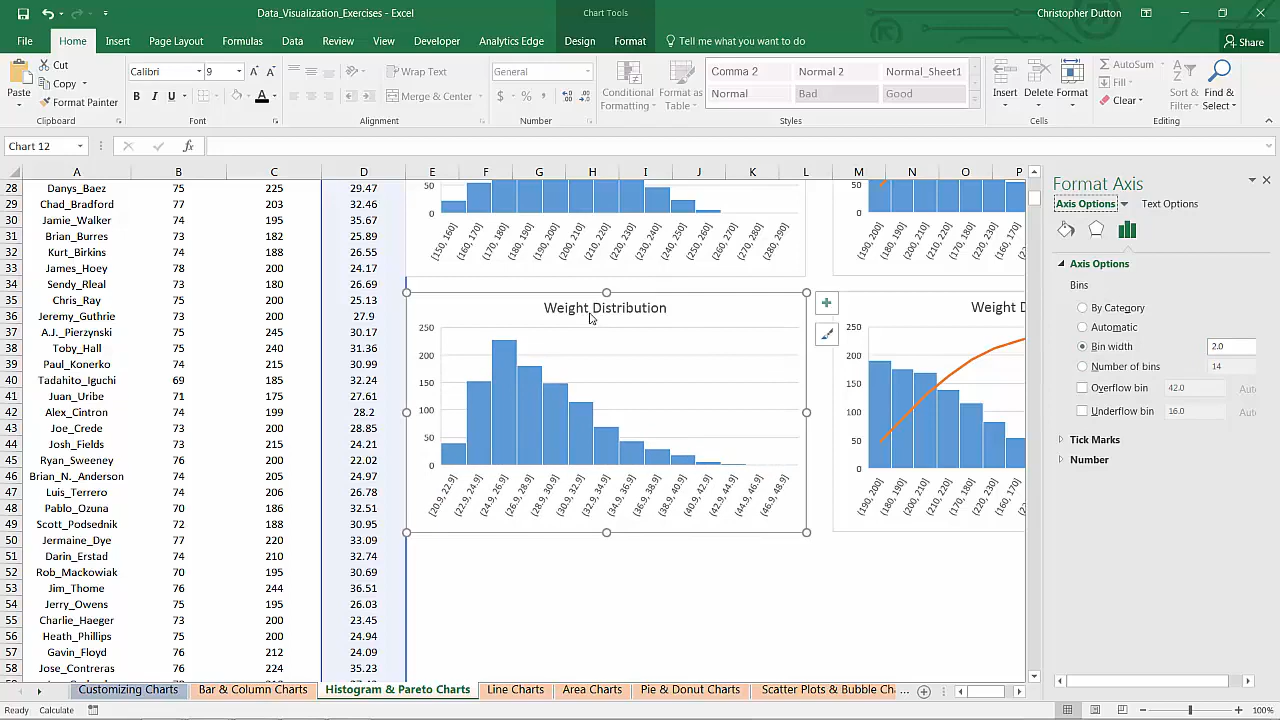 Data_Visualization_Exercises - Excel
Chart Tools
Christopher Dutton
File Home Insert Page Layout Formulas Data Review View Developer Analytics Edge Design Format Tell me what you want to do Share
Paste Cut Copy Format Painter
Calibri 9 Wrap Text Merge & Center General
Conditional Formatting Format as Table
Comma 2 Normal 2 Normal_Sheet1
Normal Bad Good
Insert Delete Format AutoSum Fill Clear Sort & Filter Find & Select
Clipboard Font Alignment Number Styles Cells Editing
Chart 12
A B C D E F G H I J K L M N O P
28 Danys_Baez 75 225 29.47
29 Chad_Bradford 77 203 32.46
30 Jamie_Walker 74 195 35.67
31 Brian_Burres 73 182 25.89
32 Kurt_Birkins 74 188 26.55
33 James_Hoey 78 200 24.17
34 Sendy_Rleal 73 180 26.69
35 Chris_Ray 75 200 25.13
36 Jeremy_Guthrie 73 200 27.9
37 A.J._Pierzynski 75 245 30.17
38 Toby_Hall 75 240 31.36
39 Paul_Konerko 74 215 30.99
40 Tadahito_Iguchi 69 185 32.24
41 Juan_Uribe 71 175 27.61
42 Alex_Cintron 74 199 28.2
43 Joe_Crede 73 200 28.85
44 Josh_Fields 73 215 24.21
45 Ryan_Sweeney 76 200 22.02
46 Brian_N._Anderson 74 205 24.97
47 Luis_Terrero 74 206 26.78
48 Pablo_Ozuna 70 186 32.51
49 Scott_Podsednik 72 188 30.95
50 Jermaine_Dye 77 220 33.09
51 Darin_Erstad 74 210 32.74
52 Rob_Mackowiak 70 195 30.69
53 Jim_Thome 76 244 36.51
54 Jerry_Owens 75 195 26.03
55 Charlie_Haeger 73 200 23.45
56 Heath_Phillips 75 220 24.94
57 Gavin_Floyd 76 212 24.09
58 Jose_Contreras 76 224 35.23
50
0
[150, 160] (160, 170] (170, 180] (180, 190] (190, 200] (200, 210] (210, 220] (220, 230] (230, 240] (240, 250] (250, 260] (260, 270] (270, 280] (280, 290]
50
0
(190, 200] (180, 190] (200, 210] (170, 180] (210, 220] (160, 170]
Weight Distribution
250
200
150
100
50
0
[20.9, 22.9] (22.9, 24.9] (24.9, 26.9] (26.9, 28.9] (28.9, 30.9] (30.9, 32.9] (32.9, 34.9] (34.9, 36.9] (36.9, 38.9] (38.9, 40.9] (40.9, 42.9] (42.9, 44.9] (44.9, 46.9] (46.9, 48.9]
Weight D
250
200
150
100
50
0
(190, 200] (180, 190] (200, 210] (210, 220] (170, 180] (220, 230] (160, 170]
Format Axis
Axis Options Text Options
Axis Options
Bins
By Category
Automatic
Bin width 2.0
Number of bins 14
Overflow bin 42.0 Auto
Underflow bin 16.0 Auto
Tick Marks
Number
Customizing Charts Bar & Column Charts Histogram & Pareto Charts Line Charts Area Charts Pie & Donut Charts Scatter Plots & Bubble Ch ...
Ready Calculate 100%